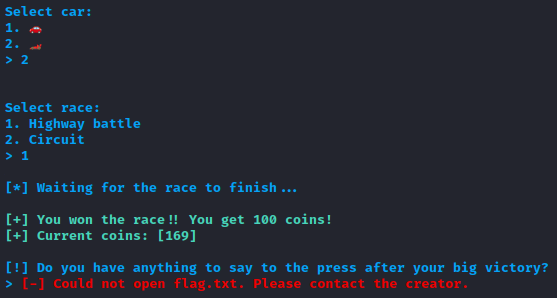 Select car:
1. 🚗
2. 🏎️
> 2
Select race:
1. Highway battle
2. Circuit
> 1
[*] Waiting for the race to finish...
[+] You won the race!! You get 100 coins!
[+] Current coins: [169]
[!] Do you have anything to say to the press after your big victory?
> [-] Could not open flag.txt. Please contact the creator.